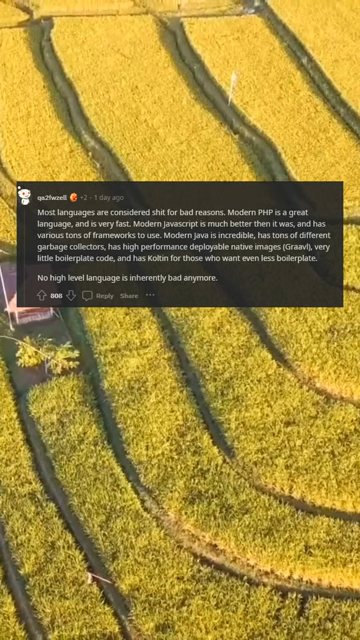 qa2fwzell +2 · 1 day ago
Most languages are considered shit for bad reasons. Modern PHP is a great
language, and is very fast. Modern Javascript is much better then it was, and has
various tons of frameworks to use. Modern Java is incredible, has tons of different
garbage collectors, has high performance deployable native images (Graavl), very
little boilerplate code, and has Koltin for those who want even less boilerplate.
No high level language is inherently bad anymore.
808 Reply Share ···